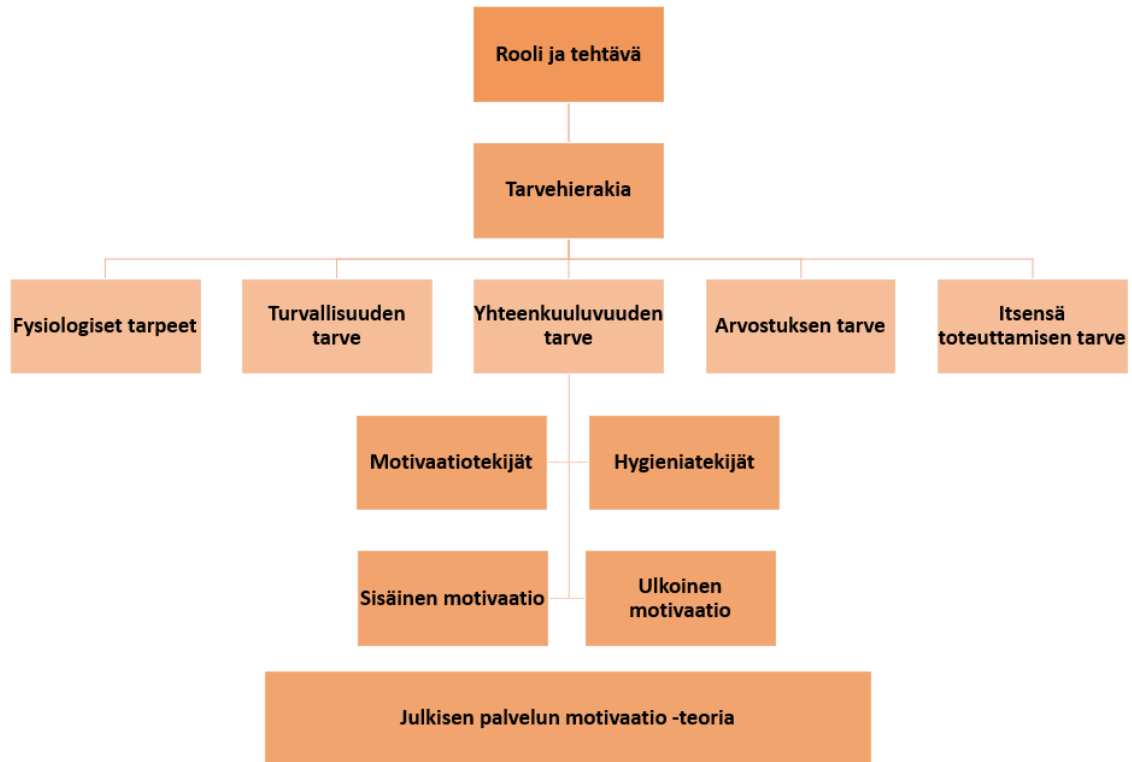 Rooli ja tehtävä
Tarvehierakia
Fysiologiset tarpeet
Turvallisuuden
tarve
Yhteenkuuluvuuden
tarve
Arvostuksen tarve
Itsensä
toteuttamisen tarve
Motivaatiotekijät
Hygieniatekijät
Sisäinen motivaatio
Ulkoinen
motivaatio
Julkisen palvelun motivaatio -teoria